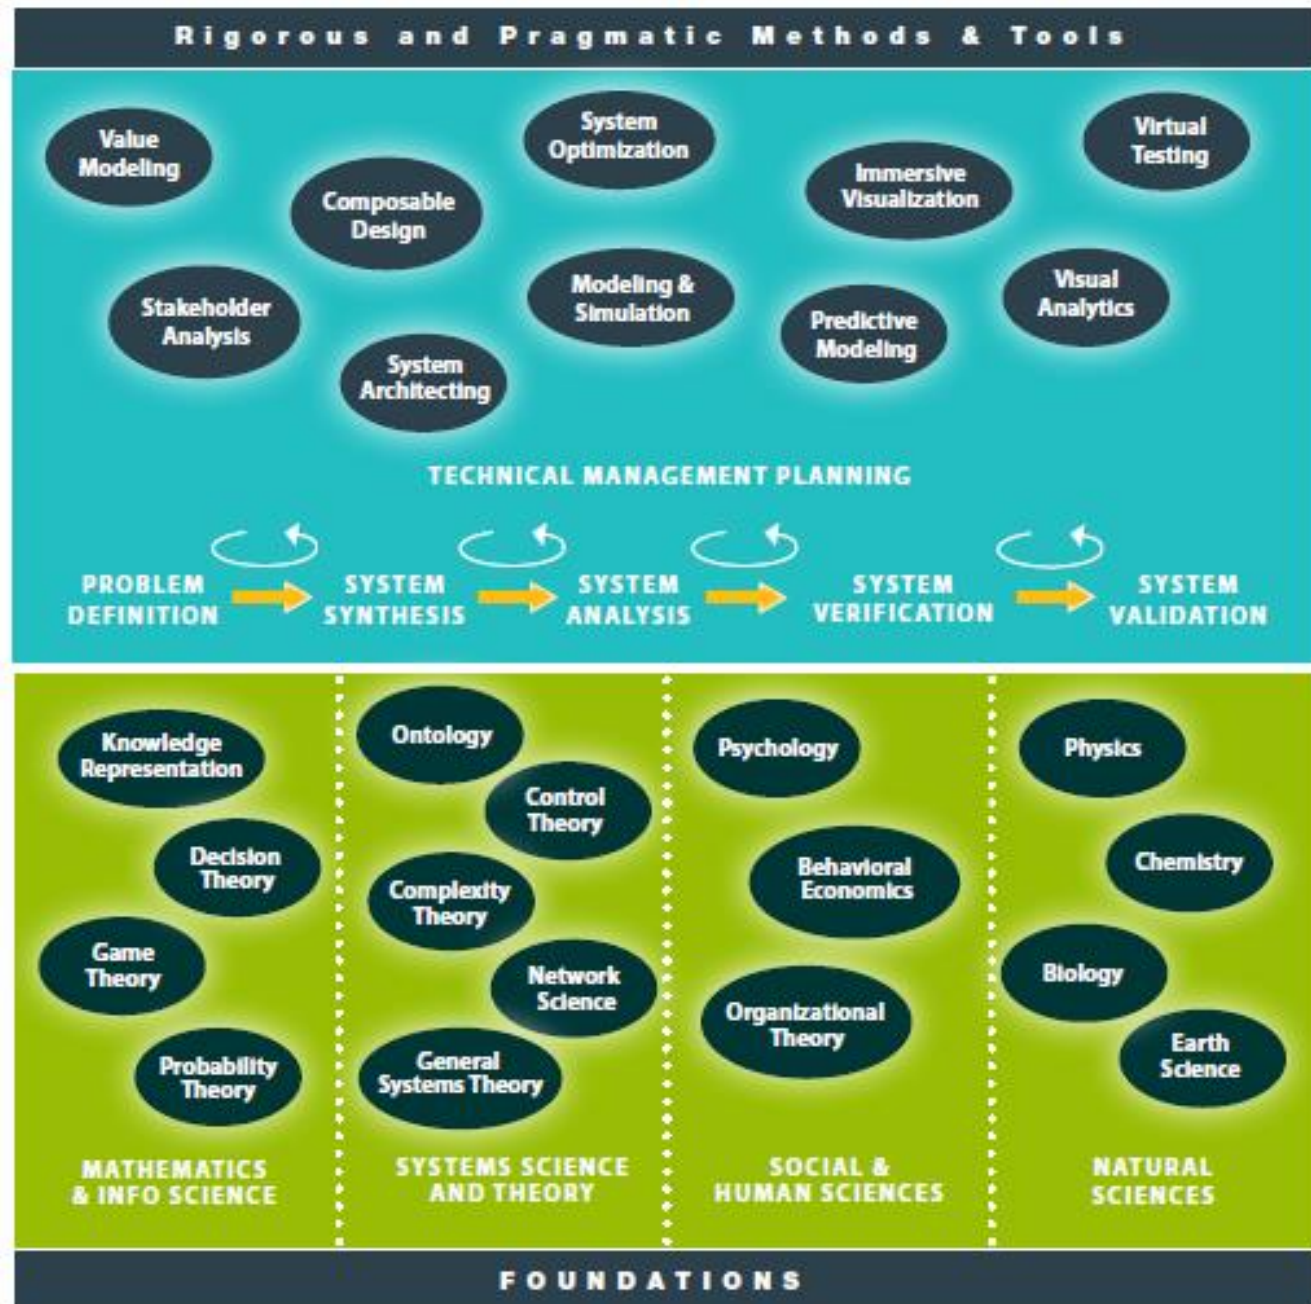 Rigorous and Pragmatic Methods & Tools
Value
Modeling
System
Optimization
Virtual
Testing
Composable
Design
Immersive
Visualization
Stakeholder
Analysis
Modeling &
Simulation
Visual
Analytics
System
Architecting
Predictive
Modeling
TECHNICAL MANAGEMENT PLANNING
PROBLEM
DEFINITION
SYSTEM
SYNTHESIS
SYSTEM
ANALYSIS
SYSTEM
VERIFICATION
SYSTEM
VALIDATION
Knowledge
Representation
Decision
Theory
Game
Theory
Probability
Theory
MATHEMATICS
& INFO SCIENCE
Ontology
Control
Theory
Complexity
Theory
Network
Science
General
Systems Theory
SYSTEMS SCIENCE
AND THEORY
Psychology
Behavioral
Economics
Organizational
Theory
SOCIAL &
HUMAN SCIENCES
Physics
Chemistry
Biology
Earth
Science
NATURAL
SCIENCES
FOUNDATIONS